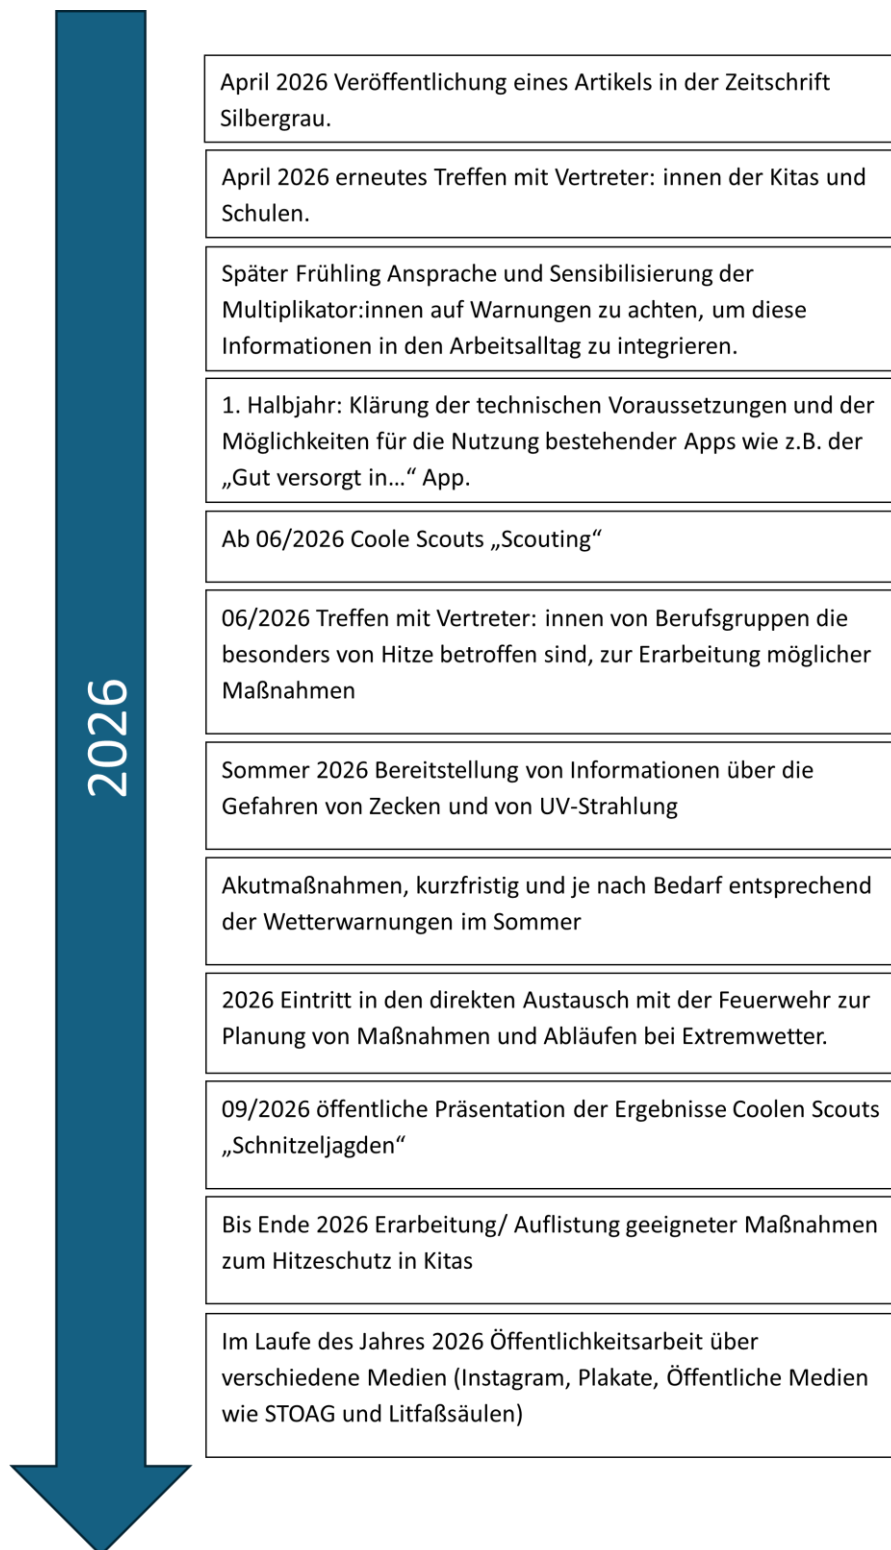 April 2026 Veröffentlichung eines Artikels in der Zeitschrift
Silbergrau.
April 2026 erneutes Treffen mit Vertreter: innen der Kitas und
Schulen.
Später Frühling Ansprache und Sensibilisierung der
Multiplikator:innen auf Warnungen zu achten, um diese
Informationen in den Arbeitsalltag zu integrieren.
1. Halbjahr: Klärung der technischen Voraussetzungen und der
Möglichkeiten für die Nutzung bestehender Apps wie z.B. der
„Gut versorgt in...“ App.
Ab 06/2026 Coole Scouts „Scouting“
06/2026 Treffen mit Vertreter: innen von Berufsgruppen die
besonders von Hitze betroffen sind, zur Erarbeitung möglicher
Maßnahmen
2026
Sommer 2026 Bereitstellung von Informationen über die
Gefahren von Zecken und von UV-Strahlung
Akutmaßnahmen, kurzfristig und je nach Bedarf entsprechend
der Wetterwarnungen im Sommer
2026 Eintritt in den direkten Austausch mit der Feuerwehr zur
Planung von Maßnahmen und Abläufen bei Extremwetter.
09/2026 öffentliche Präsentation der Ergebnisse Coolen Scouts
„Schnitzeljagden“
Bis Ende 2026 Erarbeitung/ Auflistung geeigneter Maßnahmen
zum Hitzeschutz in Kitas
Im Laufe des Jahres 2026 Öffentlichkeitsarbeit über
verschiedene Medien (Instagram, Plakate, Öffentliche Medien
wie STOAG und Litfaßsäulen)